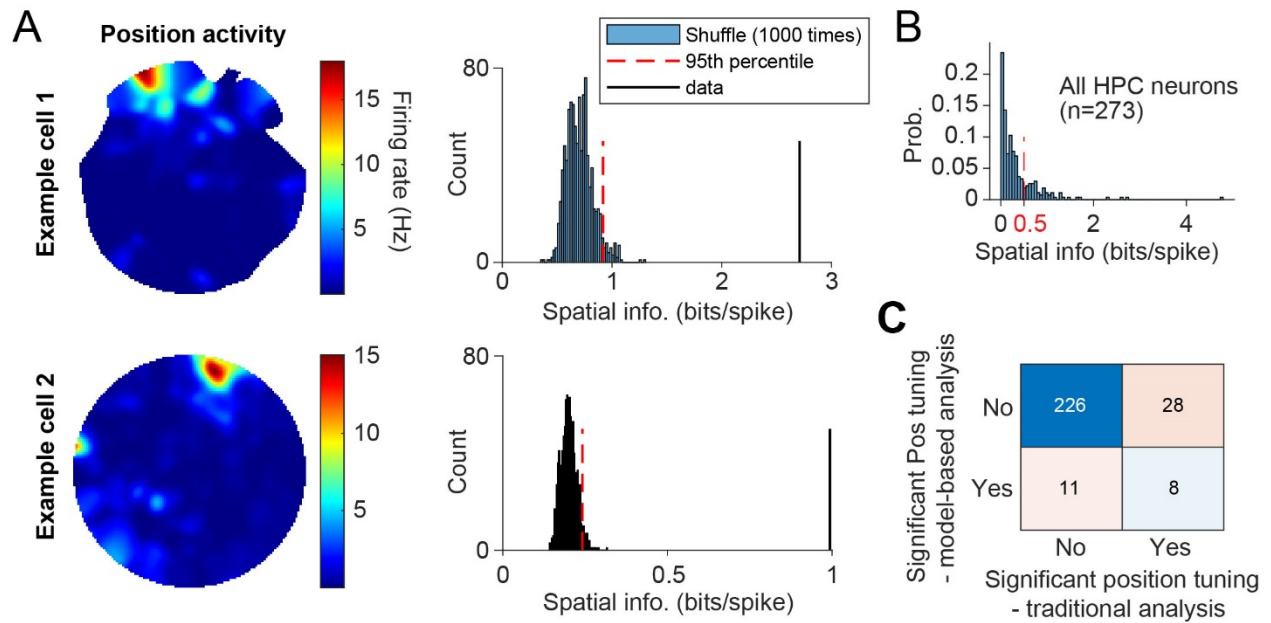 A
Position activity
Example cell 1
15
10
5
Firing rate (Hz)
80
0
Count
0
1
2
3
Spatial info. (bits/spike)
Shuffle (1000 times)
95th percentile
data
Example cell 2
15
10
5
80
0
Count
0
0.5
1
Spatial info. (bits/spike)
B
0.2
0.15
0.1
0.05
0
Prob.
All HPC neurons
(n=273)
0
0.5
2
4
Spatial info (bits/spike)
C
Significant Pos tuning
- model-based analysis
No
226
28
Yes
11
8
No
Yes
Significant position tuning
- traditional analysis